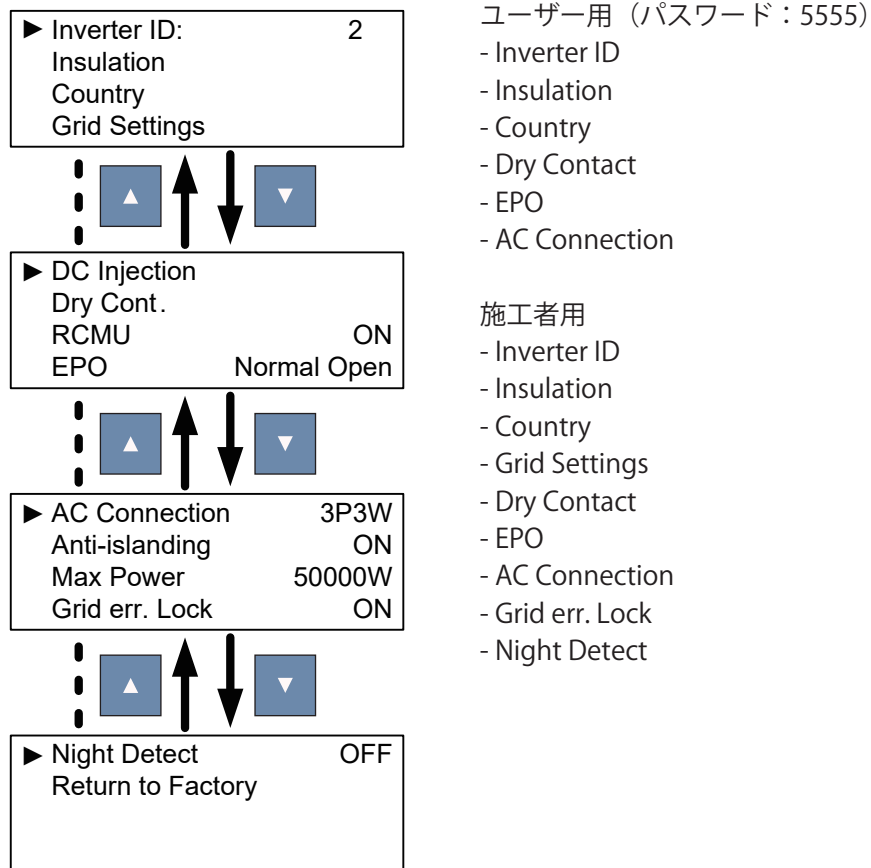 ▶ Inverter ID: 2
Insulation
Country
Grid Settings
▲ ▼
▶ DC Injection
Dry Cont.
RCMU ON
EPO Normal Open
▲ ▼
▶ AC Connection 3P3W
Anti-islanding ON
Max Power 50000W
Grid err. Lock ON
▲ ▼
▶ Night Detect OFF
Return to Factory
ユーザー用（パスワード：5555）
- Inverter ID
- Insulation
- Country
- Dry Contact
- EPO
- AC Connection
施工者用
- Inverter ID
- Insulation
- Country
- Grid Settings
- Dry Contact
- EPO
- AC Connection
- Grid err. Lock
- Night Detect